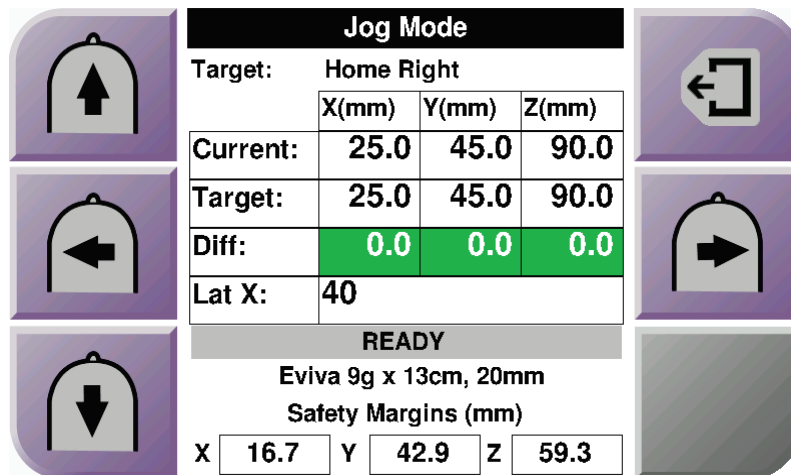 Jog Mode
Target: Home Right
X(mm) Y(mm) Z(mm)
Current: 25.0 45.0 90.0
Target: 25.0 45.0 90.0
Diff: 0.0 0.0 0.0
Lat X: 40
READY
Eviva 9g x 13cm, 20mm
Safety Margins (mm)
X 16.7 Y 42.9 Z 59.3